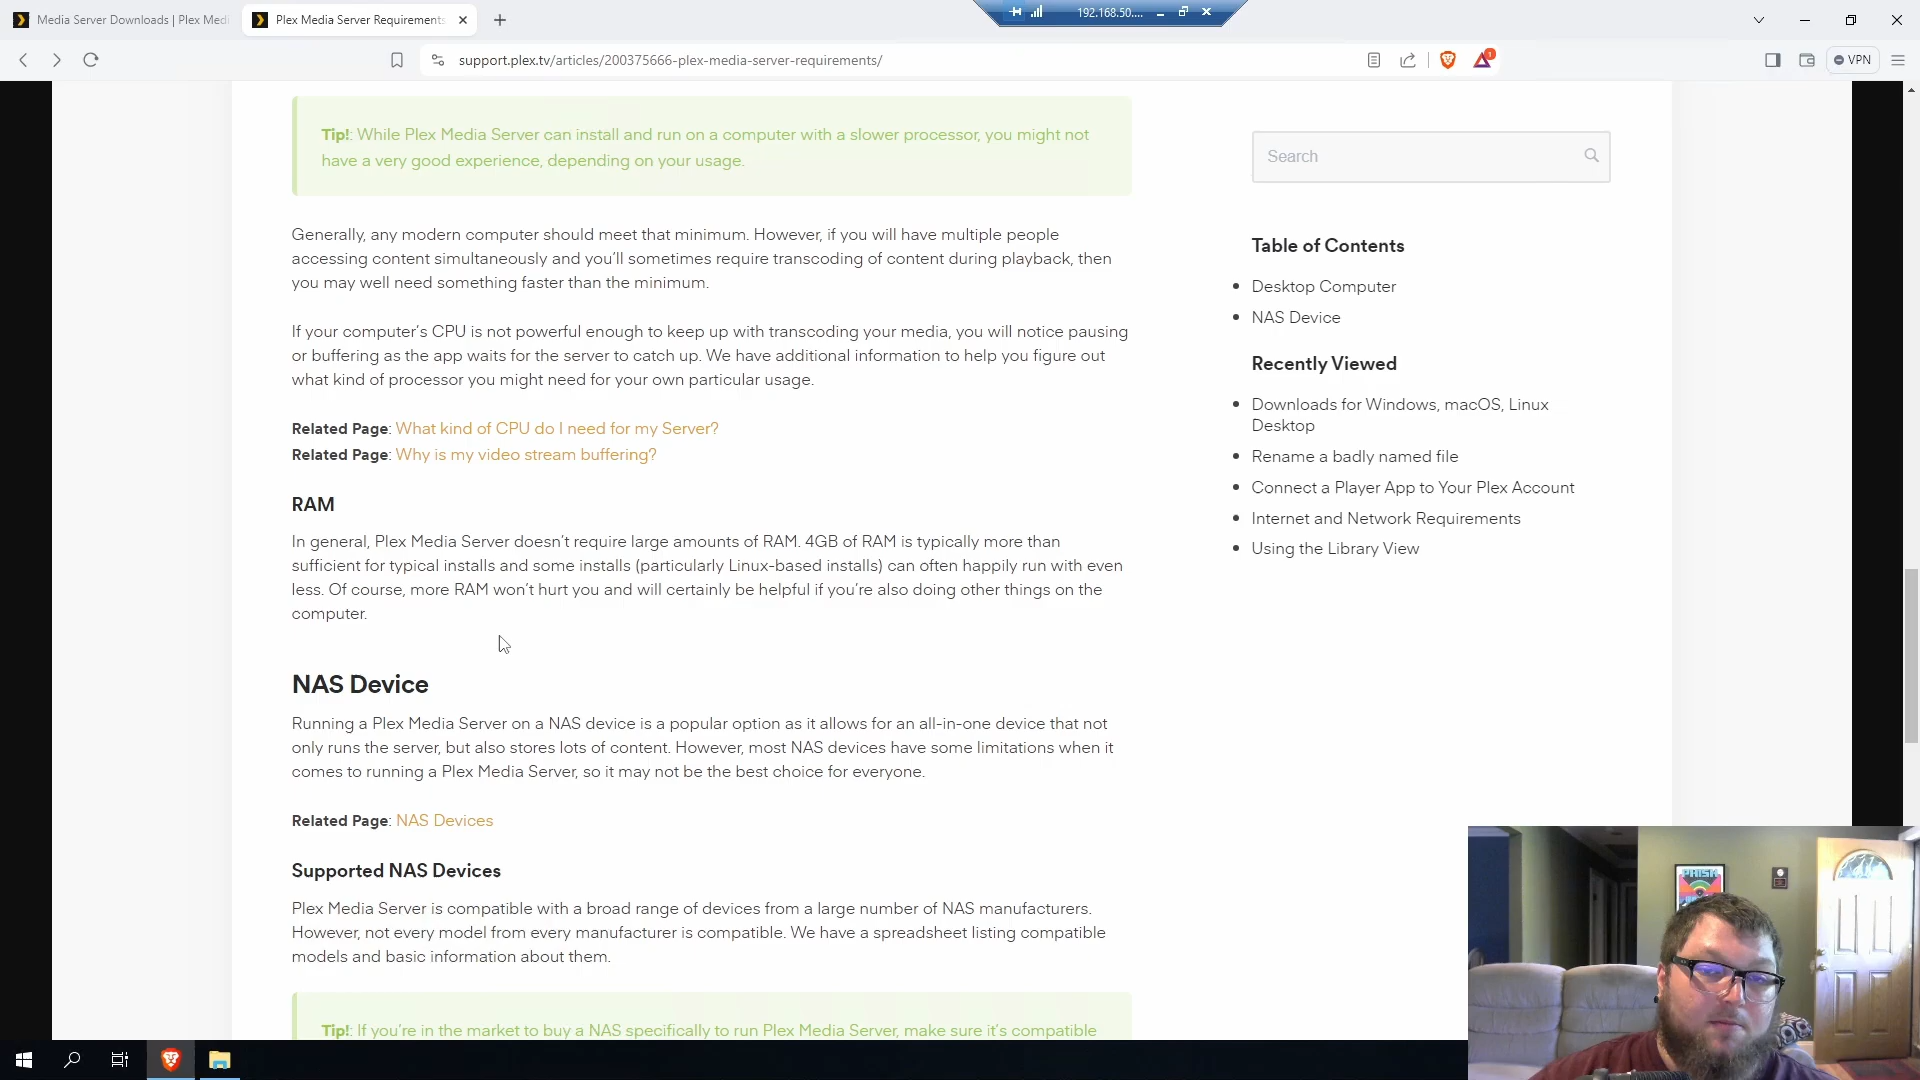 Media Server Downloads | Plex Medi
Plex Media Server Requirements
192.168.50....
support.plex.tv/articles/200375666-plex-media-server-requirements/
1
VPN
Tip!: While Plex Media Server can install and run on a computer with a slower processor, you might not
have a very good experience, depending on your usage.
Generally, any modern computer should meet that minimum. However, if you will have multiple people
accessing content simultaneously and you'll sometimes require transcoding of content during playback, then
you may well need something faster than the minimum.
If your computer's CPU is not powerful enough to keep up with transcoding your media, you will notice pausing
or buffering as the app waits for the server to catch up. We have additional information to help you figure out
what kind of processor you might need for your own particular usage.
Related Page: What kind of CPU do I need for my Server?
Related Page: Why is my video stream buffering?
RAM
In general, Plex Media Server doesn't require large amounts of RAM. 4GB of RAM is typically more than
sufficient for typical installs and some installs (particularly Linux-based installs) can often happily run with even
less. Of course, more RAM won't hurt you and will certainly be helpful if you're also doing other things on the
computer.
NAS Device
Running a Plex Media Server on a NAS device is a popular option as it allows for an all-in-one device that not
only runs the server, but also stores lots of content. However, most NAS devices have some limitations when it
comes to running a Plex Media Server, so it may not be the best choice for everyone.
Related Page: NAS Devices
Supported NAS Devices
Plex Media Server is compatible with a broad range of devices from a large number of NAS manufacturers.
However, not every model from every manufacturer is compatible. We have a spreadsheet listing compatible
models and basic information about them.
Tip!: If you're in the market to buy a NAS specifically to run Plex Media Server, make sure it's compatible
Search
Table of Contents
Desktop Computer
NAS Device
Recently Viewed
Downloads for Windows, macOS, Linux
Desktop
Rename a badly named file
Connect a Player App to Your Plex Account
Internet and Network Requirements
Using the Library View
PHISH